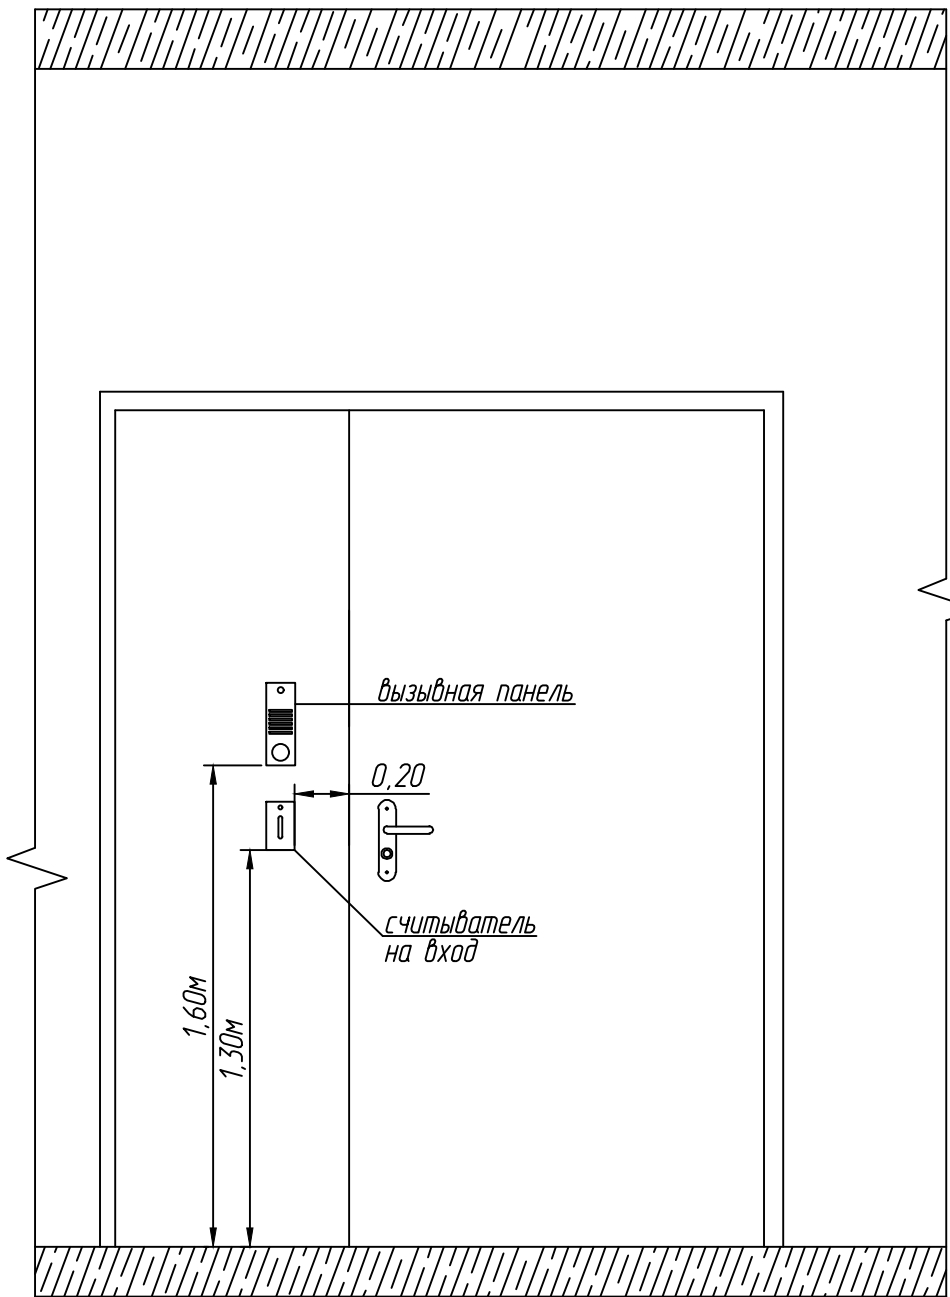 вызывная панель
0,20
считыватель
на вход
1,60м
1,30м